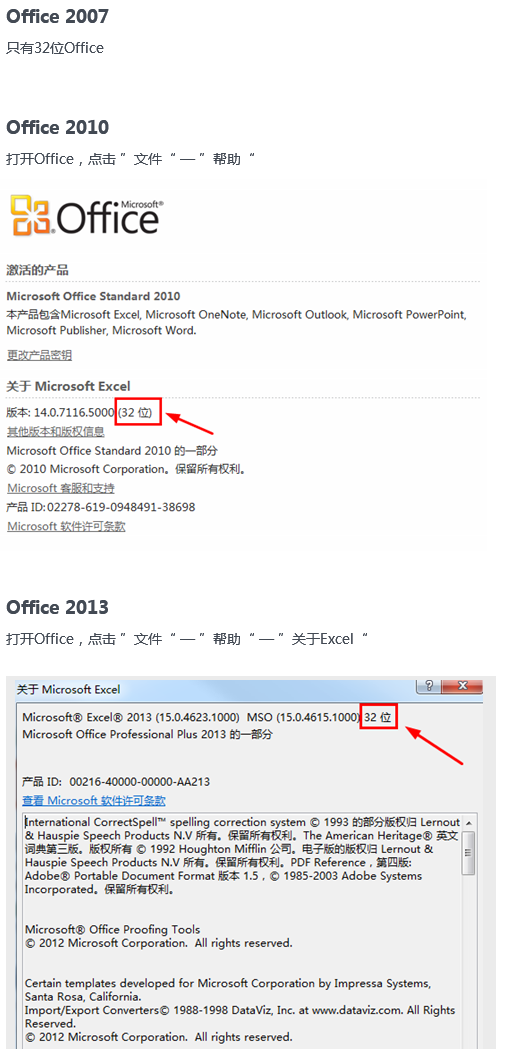 Office 2007
只有32位Office
Office 2010
打开Office，点击 ”文件“ — ”帮助“
Microsoft®
Office
激活的产品
Microsoft Office Standard 2010
本产品包含Microsoft Excel, Microsoft OneNote, Microsoft Outlook, Microsoft PowerPoint,
Microsoft Publisher, Microsoft Word.
更改产品密钥
关于 Microsoft Excel
版本: 14.0.7116.5000 (32 位)
其他版本和版权信息
Microsoft Office Standard 2010 的一部分
© 2010 Microsoft Corporation。保留所有权利。
Microsoft 客服和支持
产品 ID: 02278-619-0948491-38698
Microsoft 软件许可条款
Office 2013
打开Office，点击 ”文件“ — ”帮助“ — ”关于Excel“
关于 Microsoft Excel
Microsoft® Excel® 2013 (15.0.4623.1000) MSO (15.0.4615.1000) 32 位
Microsoft Office Professional Plus 2013 的一部分
产品 ID: 00216-40000-00000-AA213
查看 Microsoft 软件许可条款
International CorrectSpell™ spelling correction system © 1993 的部分版权归 Lernout
& Hauspie Speech Products N.V 所有。保留所有权利。The American Heritage® 英文
词典第三版。版权所有 © 1992 Houghton Mifflin 公司。电子版的版权归 Lernout &
Hauspie Speech Products N.V 所有。保留所有权利。PDF Reference，第四版:
Adobe® Portable Document Format 版本 1.5，© 1985-2003 Adobe Systems
Incorporated。保留所有权利。
Microsoft® Office Proofing Tools
© 2012 Microsoft Corporation. All rights reserved.
Certain templates developed for Microsoft Corporation by Impressa Systems,
Santa Rosa, California.
Import/Export Converters© 1988-1998 DataViz, Inc. at www.dataviz.com. All Rights
Reserved.
© 2012 Microsoft Corporation. All rights reserved.